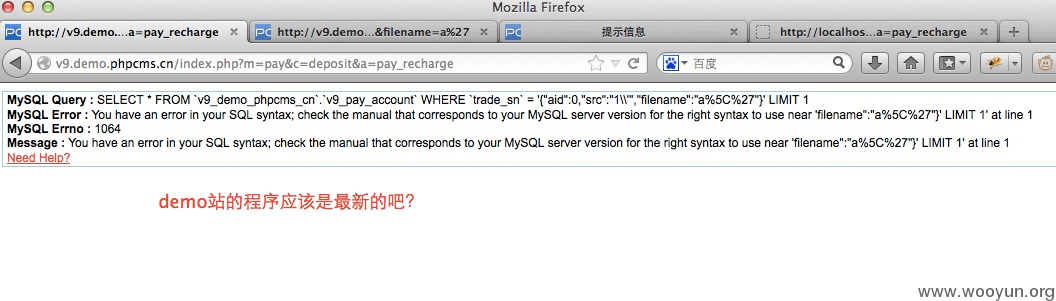 Mozilla Firefox
http://v9.demo....a=pay_recharge
http://v9.demo....&filename=a%27
提示信息
http://localhos...a=pay_recharge
v9.demo.phpcms.cn/index.php?m=pay&c=deposit&a=pay_recharge
百度
MySQL Query : SELECT * FROM `v9_demo_phpcms_cn`.`v9_pay_account` WHERE `trade_sn` = '{"aid":0,"src":"1\\'","filename":"a%5C%27"}' LIMIT 1
MySQL Error : You have an error in your SQL syntax; check the manual that corresponds to your MySQL server version for the right syntax to use near 'filename":"a%5C%27"}' LIMIT 1' at line 1
MySQL Errno : 1064
Message : You have an error in your SQL syntax; check the manual that corresponds to your MySQL server version for the right syntax to use near 'filename":"a%5C%27"}' LIMIT 1' at line 1
Need Help?
demo站的程序应该是最新的吧?
www.wooyun.org